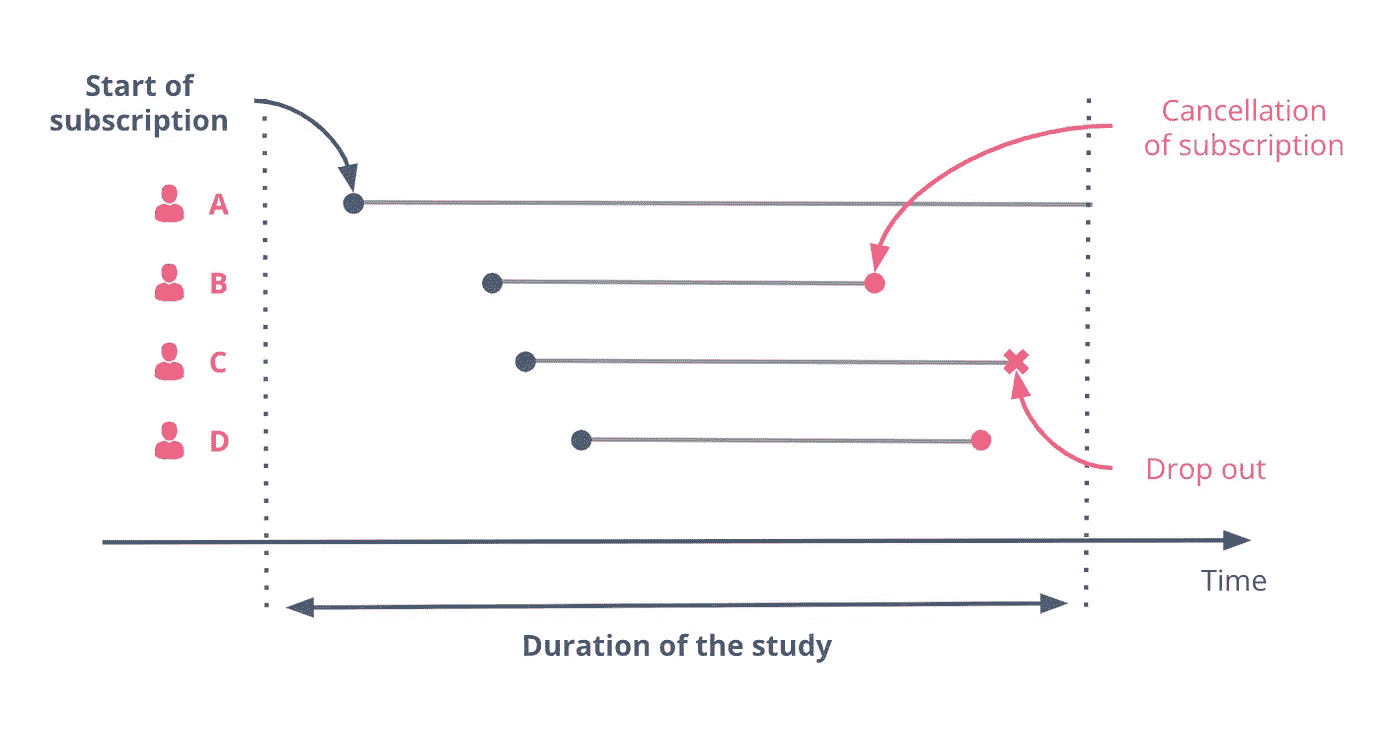 Start of
subscription
Cancellation
of subscription
A
B
C
D
Drop out
Time
Duration of the study